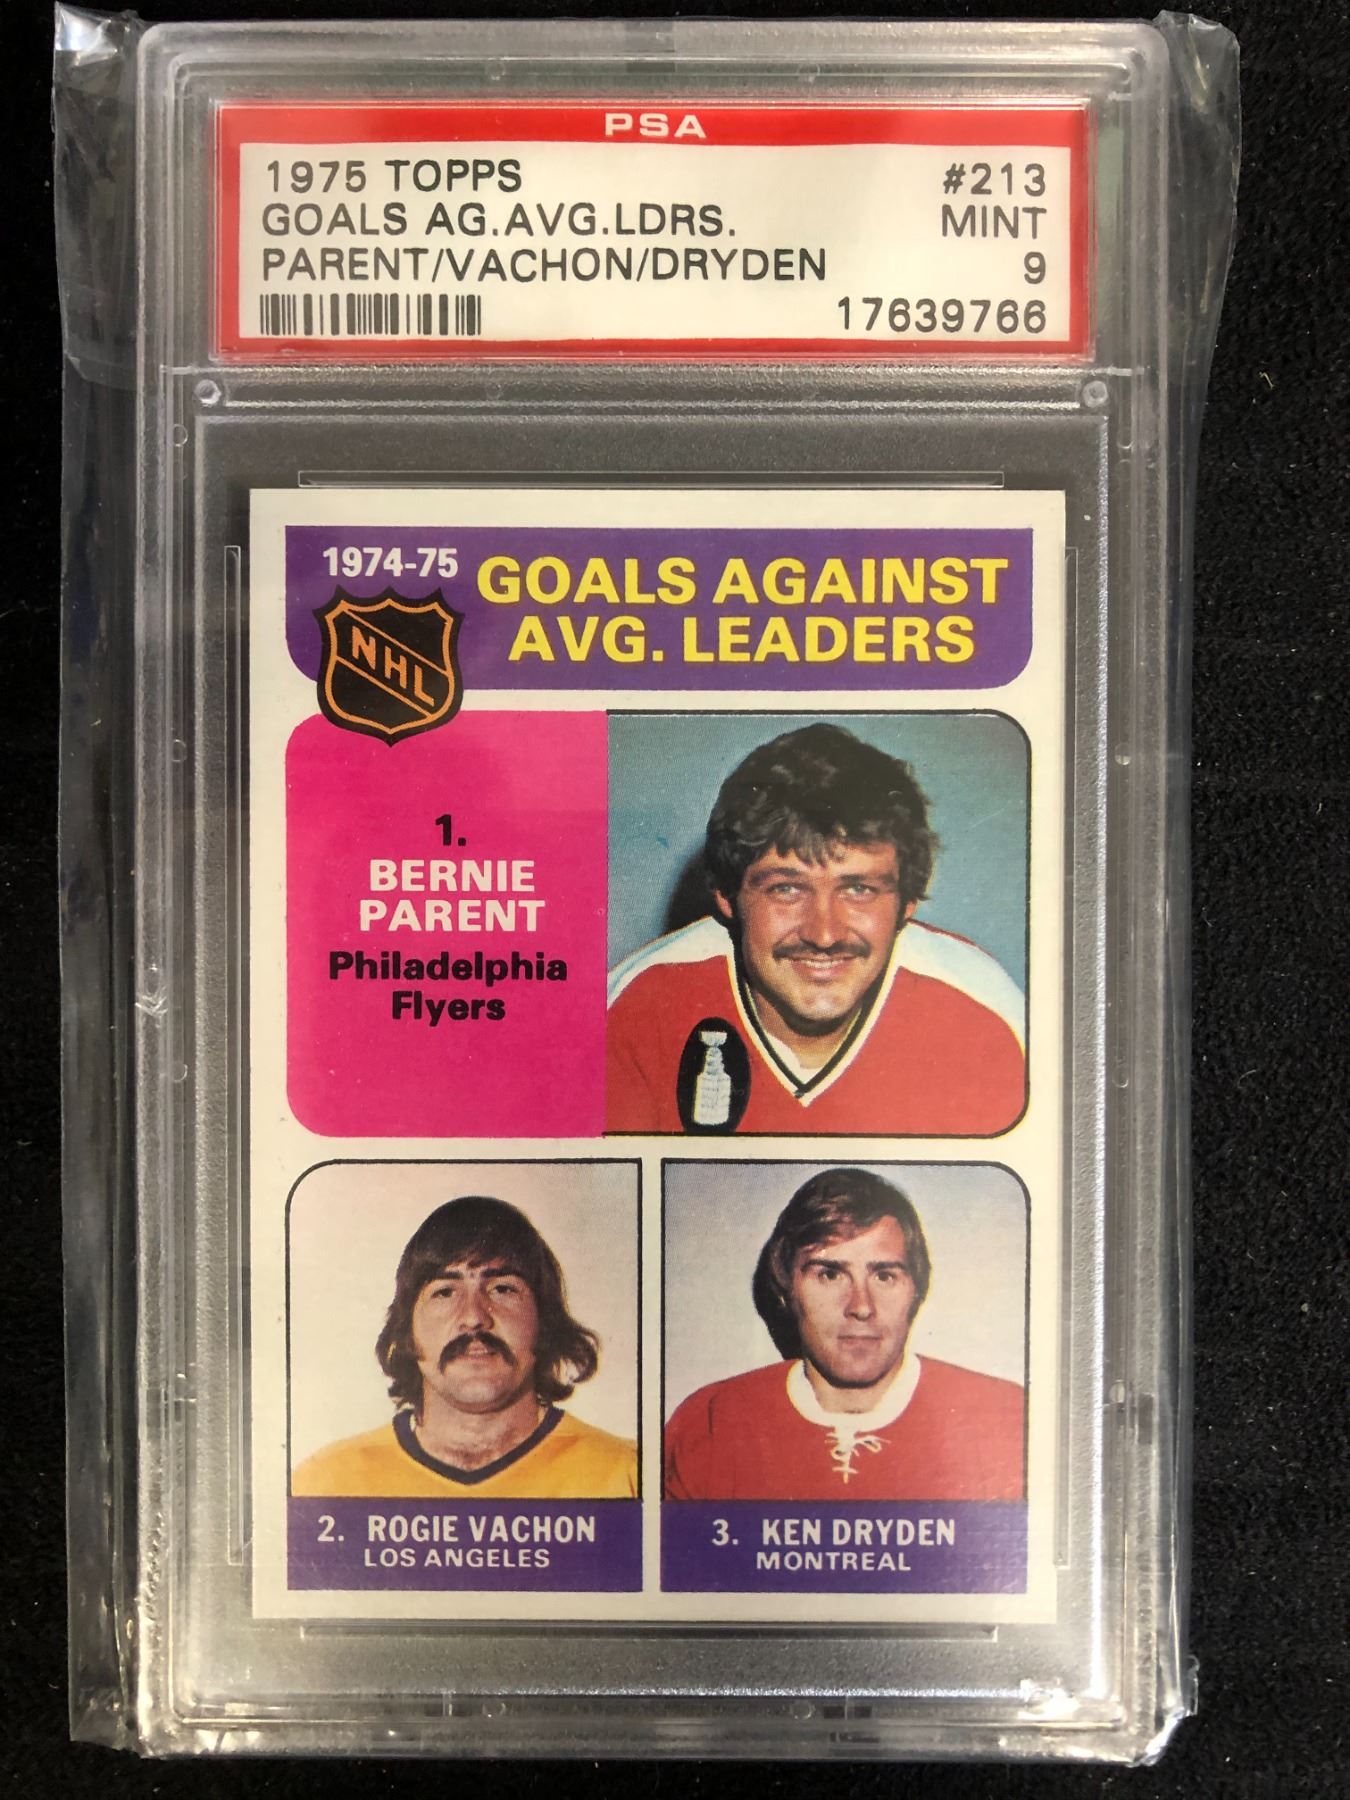 PSA
1975 TOPPS #213
GOALS AG.AVG.LDRS. MINT
PARENT/VACHON/DRYDEN 9
17639766
1974-75
GOALS AGAINST
AVG. LEADERS
NHL
1.
BERNIE
PARENT
Philadelphia
Flyers
2. ROGIE VACHON
LOS ANGELES
3. KEN DRYDEN
MONTREAL